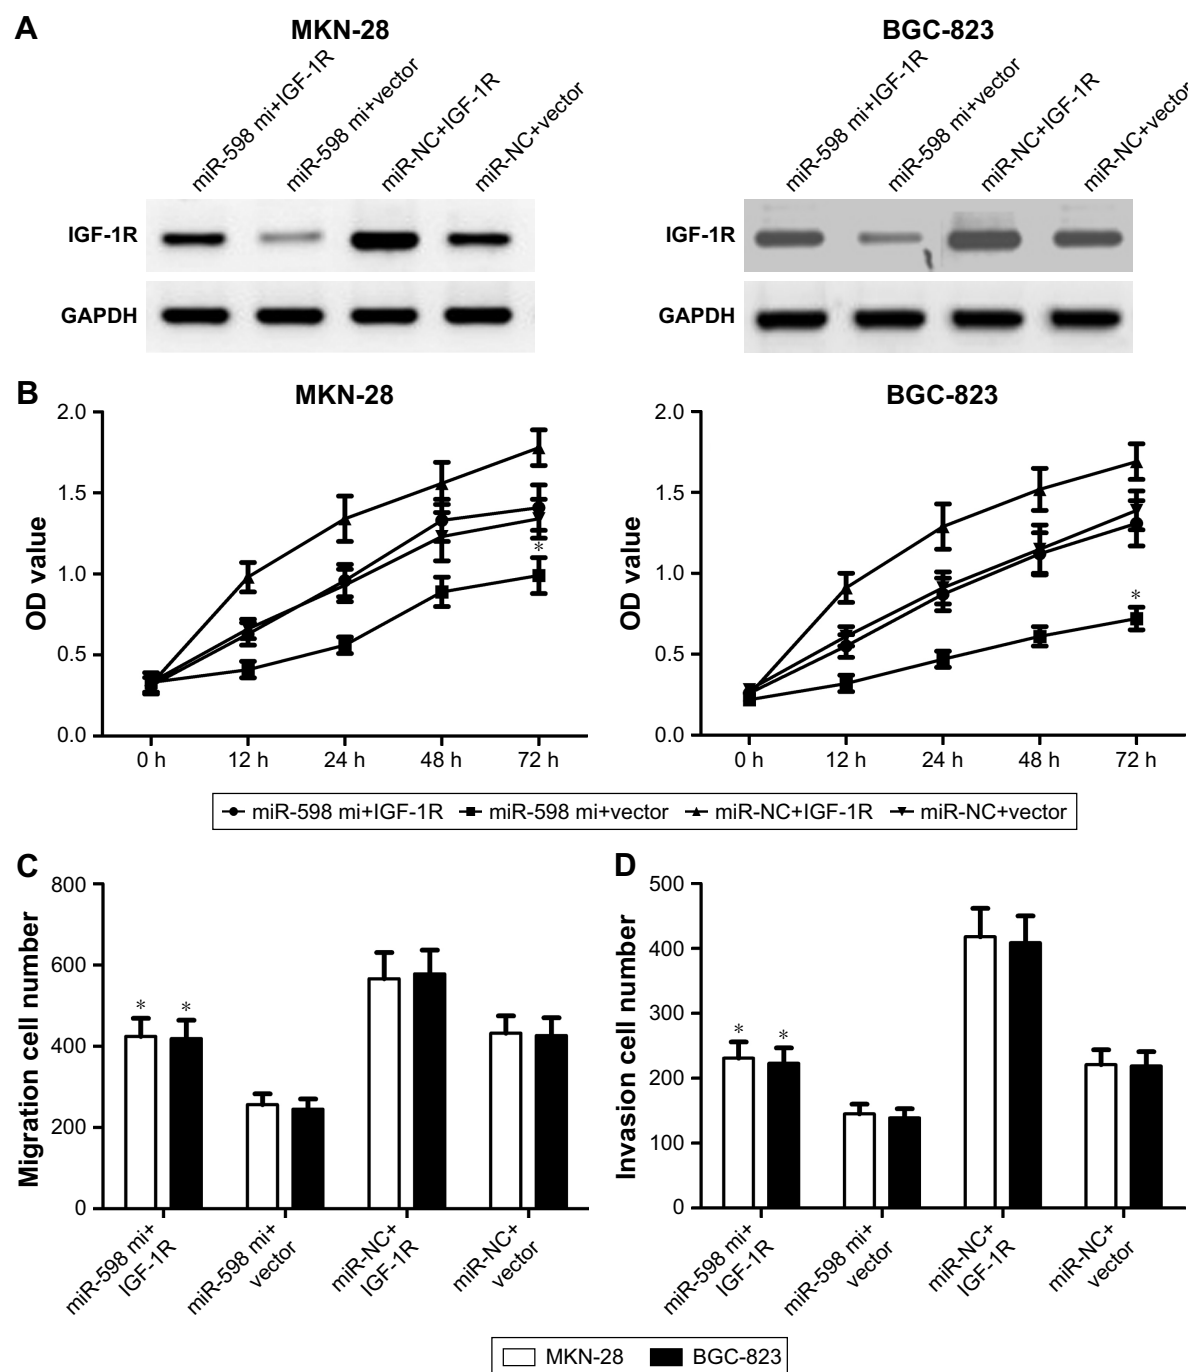 A
MKN-28
BGC-823
miR-598 mi+IGF-1R
miR-598 mi+vector
miR-NC+IGF-1R
miR-NC+vector
miR-598 mi+IGF-1R
miR-598 mi+vector
miR-NC+IGF-1R
miR-NC+vector
IGF-1R
IGF-1R
GAPDH
GAPDH
B
MKN-28
OD value
2.0
1.5
1.0
0.5
0.0
*
0 h 12 h 24 h 48 h 72 h
BGC-823
OD value
2.0
1.5
1.0
0.5
0.0
*
0 h 12 h 24 h 48 h 72 h
miR-598 mi+IGF-1R miR-598 mi+vector miR-NC+IGF-1R miR-NC+vector
C
Migration cell number
800
600
400
200
0
* *
miR-598 mi+
IGF-1R
miR-598 mi+
vector
miR-NC+
IGF-1R
miR-NC+
vector
D
Invasion cell number
500
400
300
200
100
0
* *
miR-598 mi+
IGF-1R
miR-598 mi+
vector
miR-NC+
IGF-1R
miR-NC+
vector
MKN-28 BGC-823